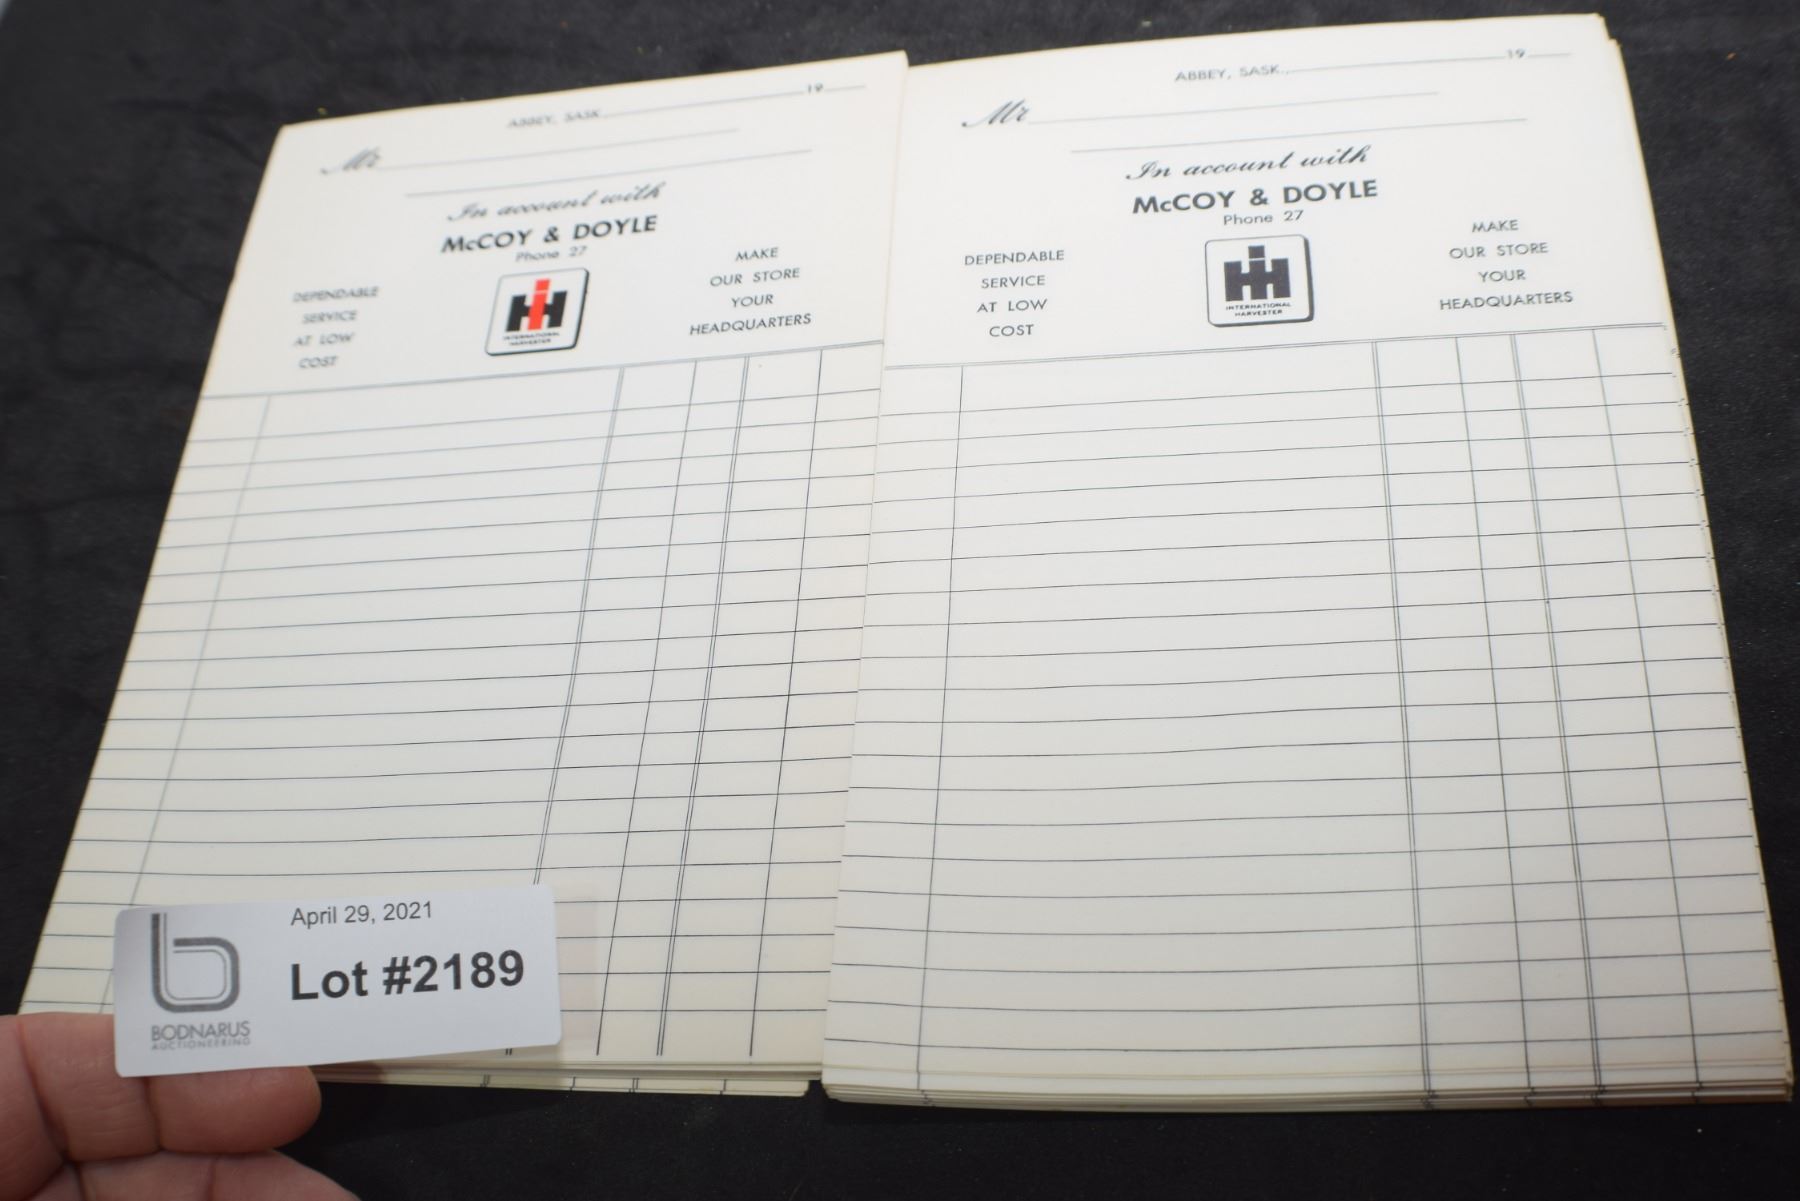 ABBEY, SASK. 19
Mr
In account with
McCOY & DOYLE
Phone 27
DEPENDABLE
SERVICE
AT LOW
COST
IH
INTERNATIONAL
HARVESTER
MAKE
OUR STORE
YOUR
HEADQUARTERS
ABBEY, SASK., 19
Mr
In account with
McCOY & DOYLE
Phone 27
DEPENDABLE
SERVICE
AT LOW
COST
IH
INTERNATIONAL
HARVESTER
MAKE
OUR STORE
YOUR
HEADQUARTERS
April 29, 2021
Lot #2189
b
BODNARUS
AUCTIONEERING